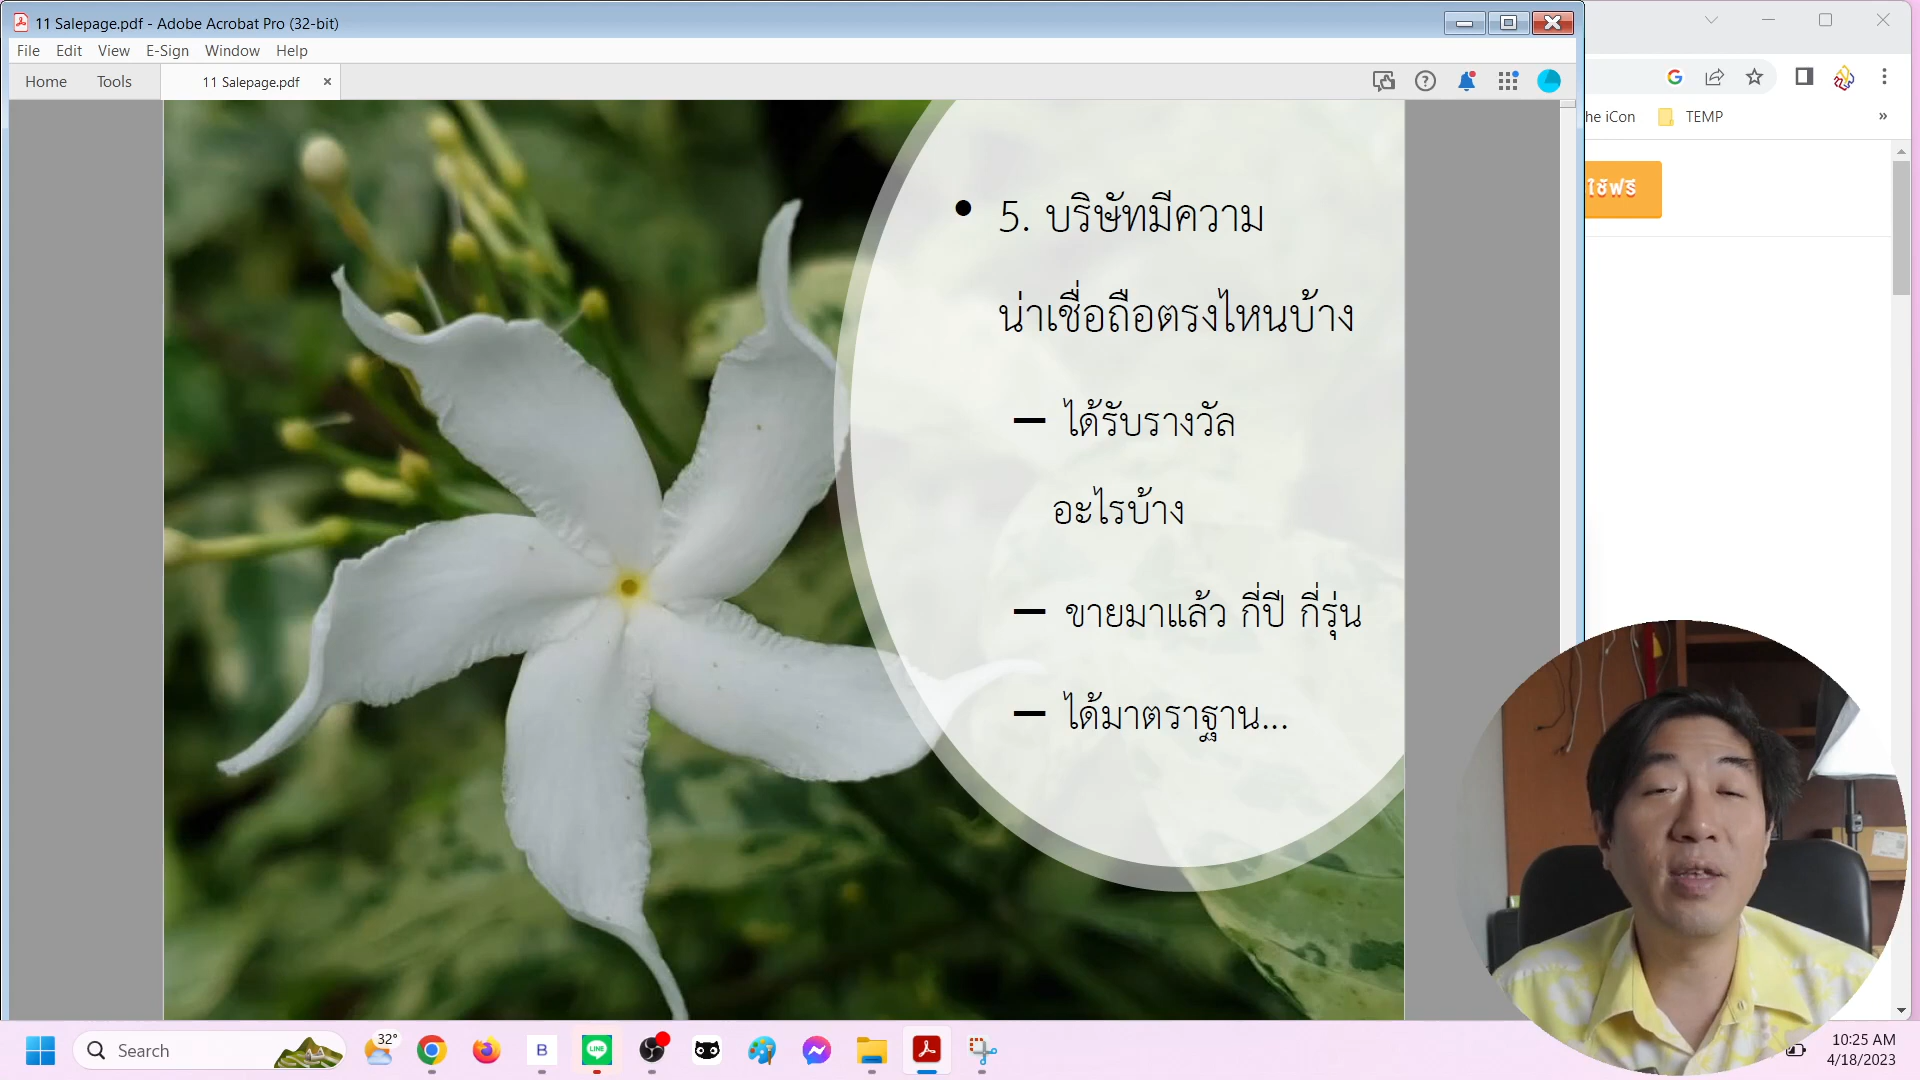 11 Salepage.pdf - Adobe Acrobat Pro (32-bit)
File Edit View E-Sign Window Help
Home Tools 11 Salepage.pdf ×
he iCon TEMP »
ใช้ฟรี
• 5. บริษัทมีความ
น่าเชื่อถือตรงไหนบ้าง
– ได้รับรางวัล
อะไรบ้าง
– ขายมาแล้ว กี่ปี กี่รุ่น
– ได้มาตราฐาน...
32°
Search
B
LINE
10:25 AM
4/18/2023